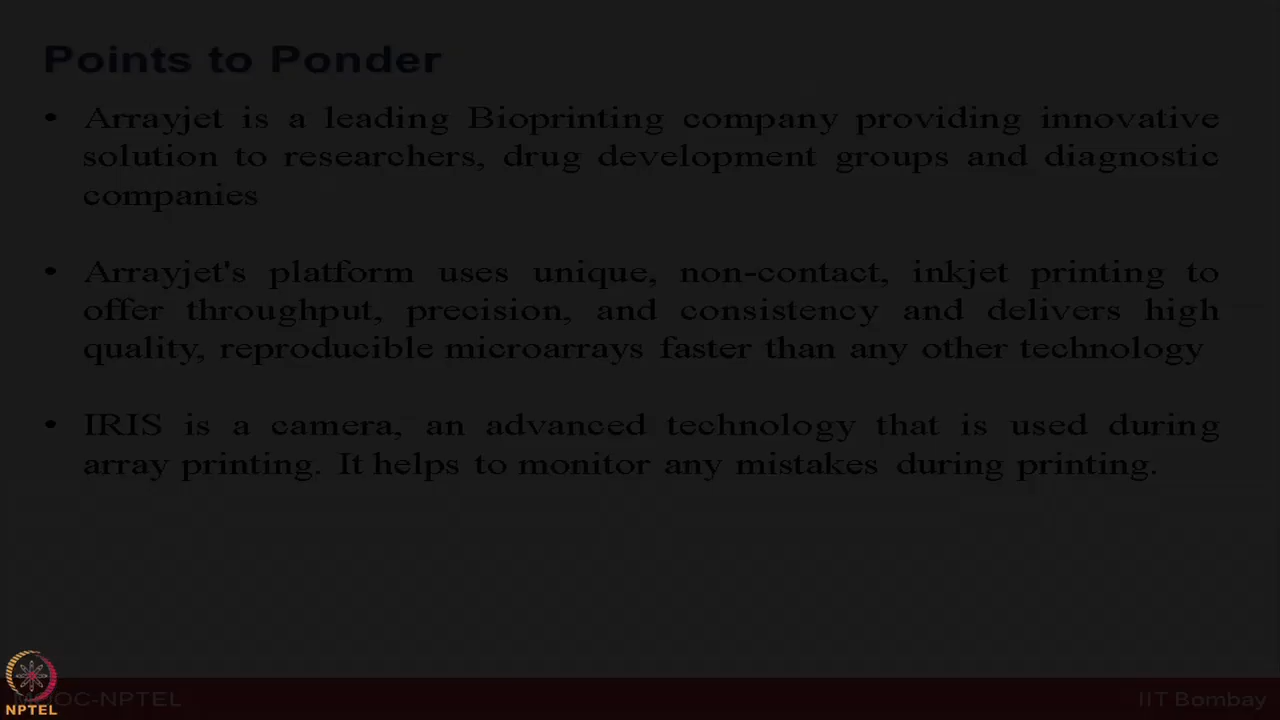 Points to Ponder
• Arrayjet is a leading Bioprinting company providing innovative
solution to researchers, drug development groups and diagnostic
companies
• Arrayjet's platform uses unique, non-contact, inkjet printing to
offer throughput, precision, and consistency and delivers high
quality, reproducible microarrays faster than any other technology
• IRIS is a camera, an advanced technology that is used during
array printing. It helps to monitor any mistakes during printing.
MOOC-NPTEL
IIT Bombay
NPTEL